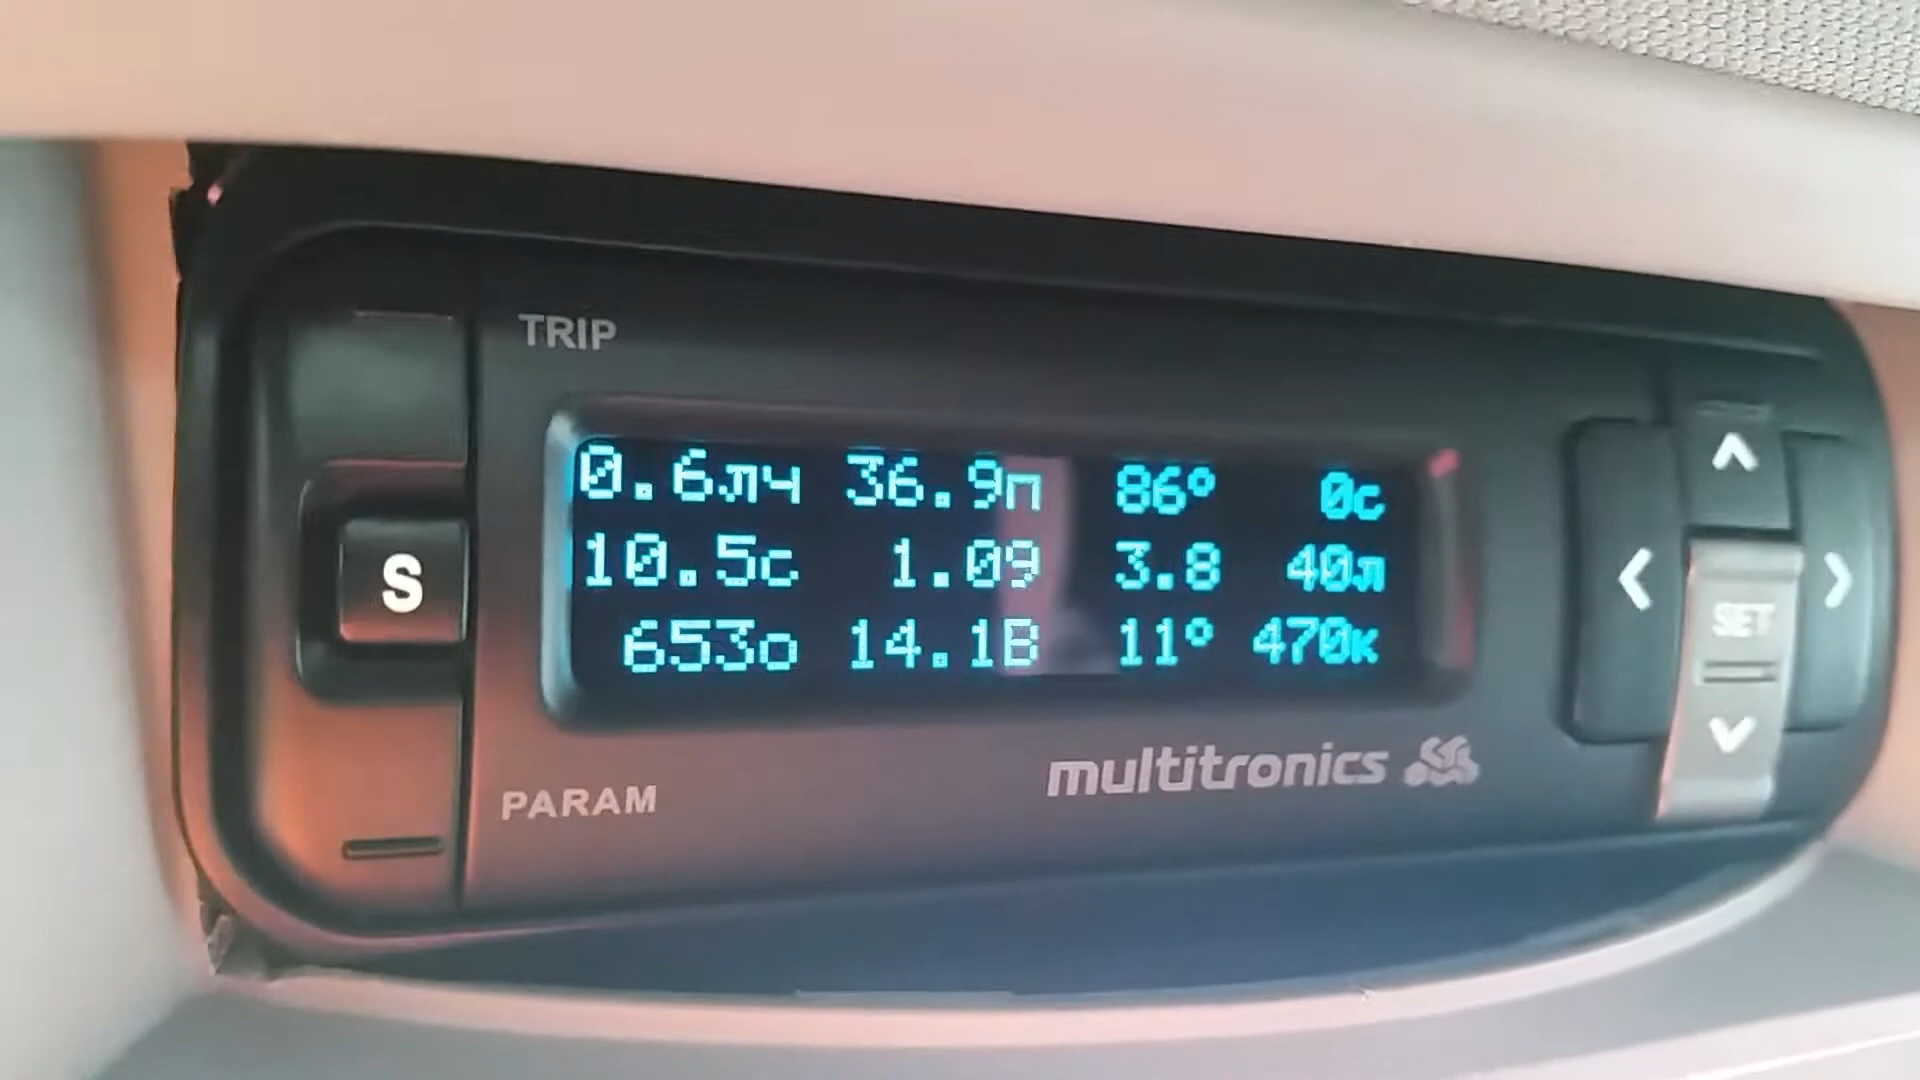 TRIP
0.6лч 36.9п 86° 0с
10.5с 1.09 3.8 40л
653о 14.1В 11° 470к
S
SET
multitronics
PARAM